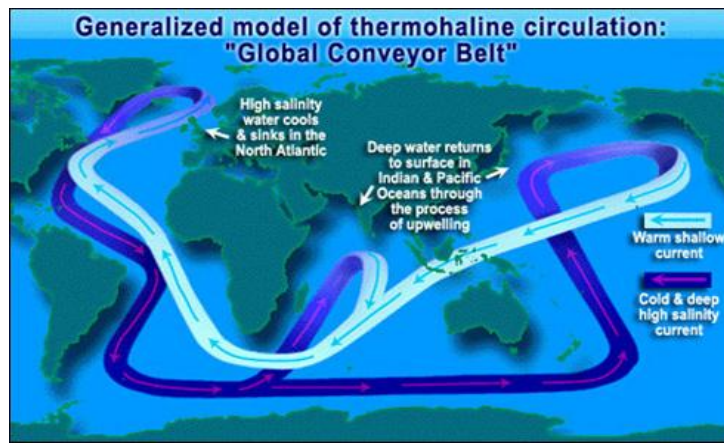 Generalized model of thermohaline circulation:
"Global Conveyor Belt"
High salinity
water cools
& sinks in the
North Atlantic
Deep water returns
to surface in
Indian & Pacific
Oceans through
the process
of upwelling
Warm shallow
current
Cold & deep
high salinity
current